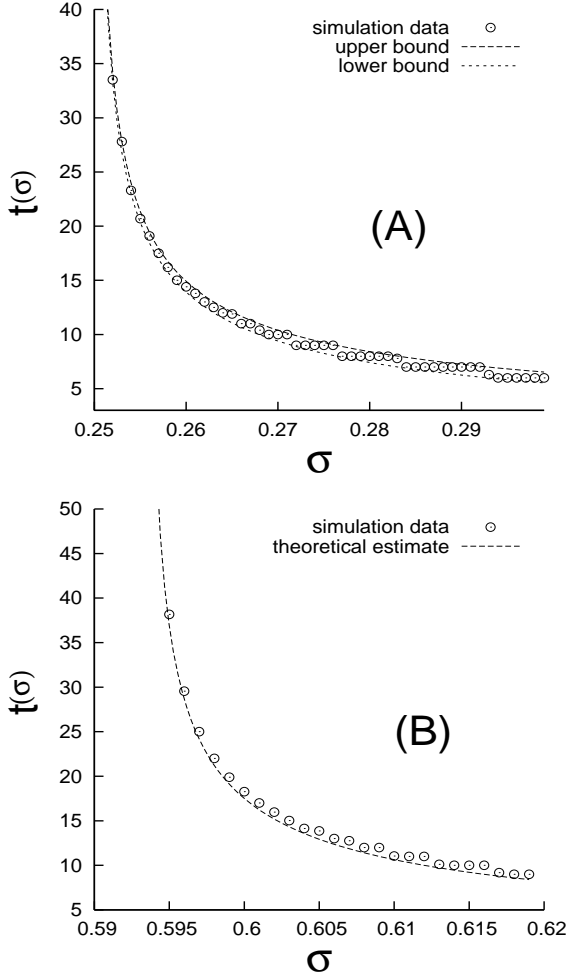 40
35
30
25
20
15
10
5
0.25
0.26
0.27
0.28
0.29
t(σ)
σ
simulation data
upper bound
lower bound
(A)
50
45
40
35
30
25
20
15
10
5
0.59
0.595
0.6
0.605
0.61
0.615
0.62
t(σ)
σ
simulation data
theoretical estimate
(B)